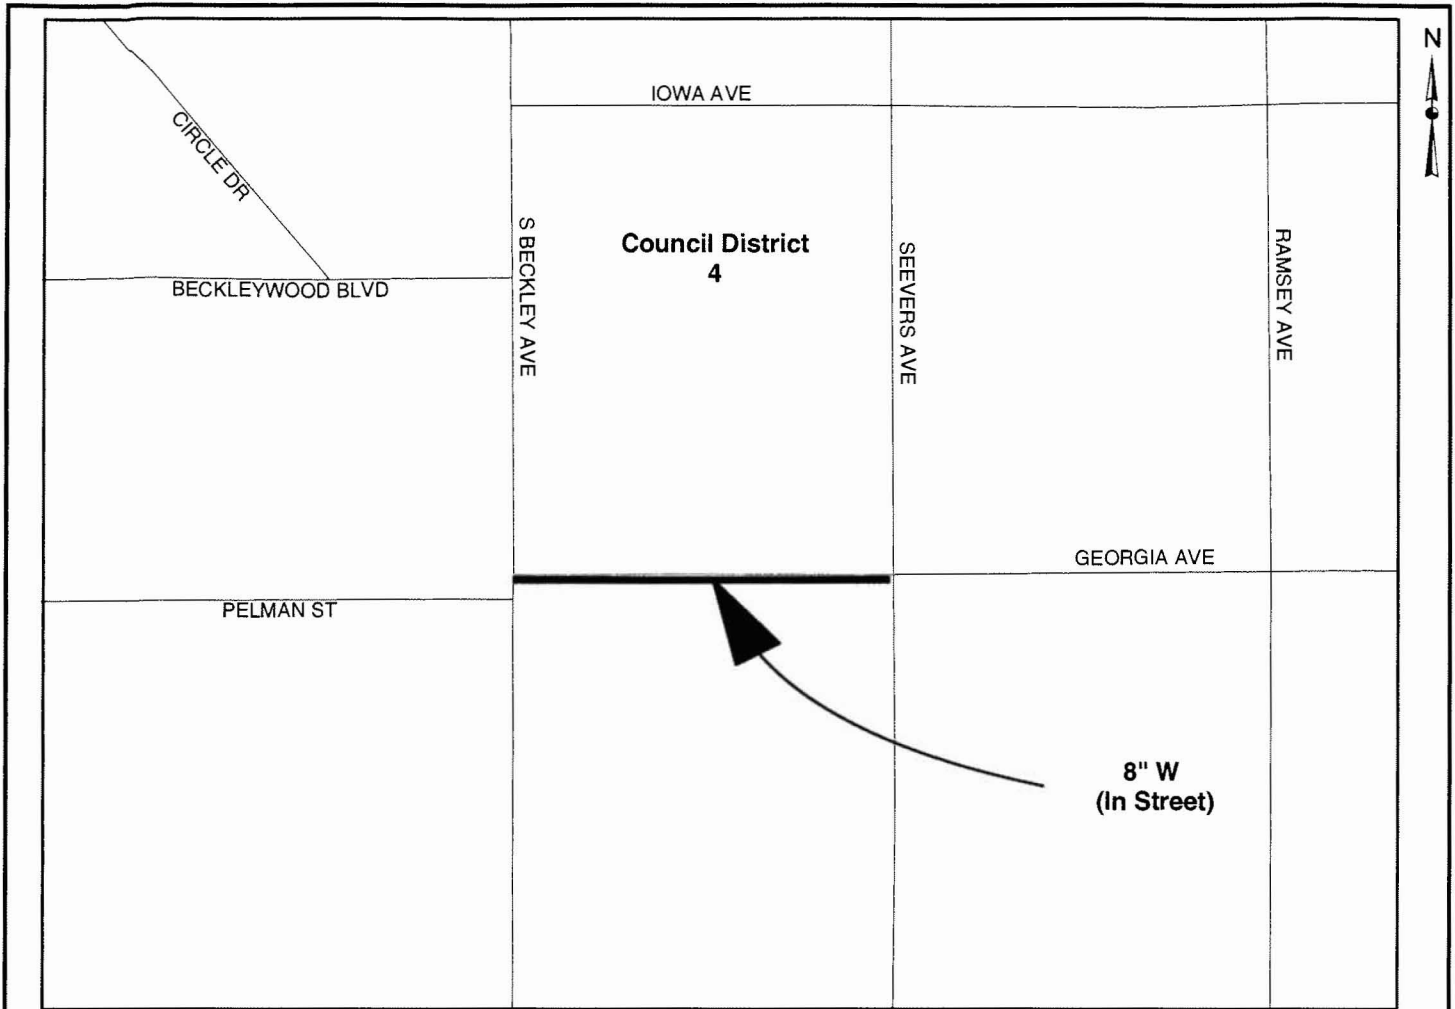 N
IOWA AVE
CIRCLE DR
S BECKLEY AVE
Council District
4
SEEVERS AVE
RAMSEY AVE
BECKLEYWOOD BLVD
GEORGIA AVE
PELMAN ST
8" W
(In Street)